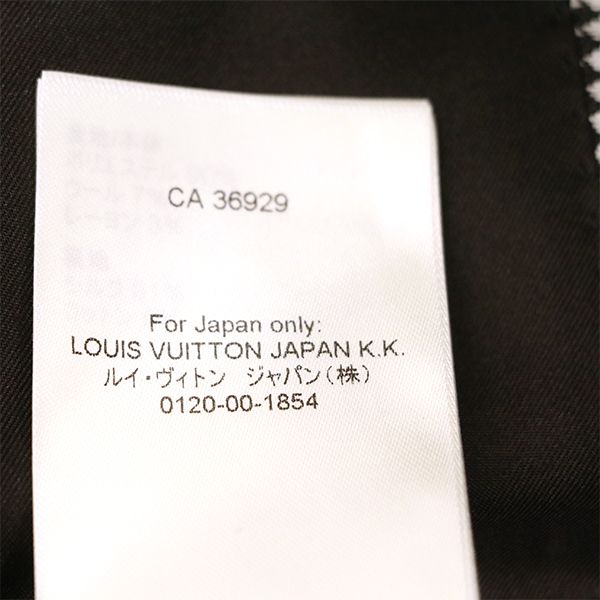 CA 36929
For Japan only:
LOUIS VUITTON JAPAN K.K.
ルイ・ヴィトン ジャパン(株)
0120-00-1854